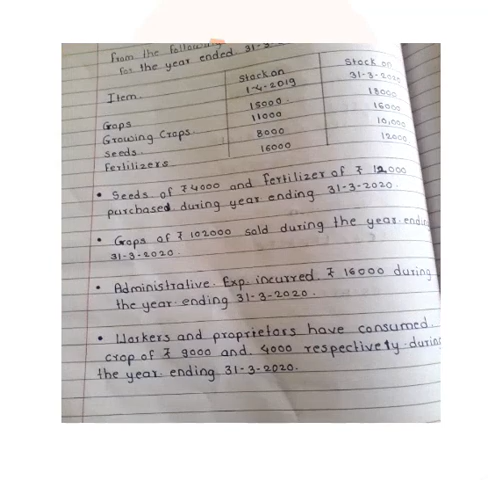 from the following
for the year ended 31-3-
Item Stock on 1-4-2019 Stock on 31-3-2020
Crops 15000 18000
Growing Crops 11000 16000
Seeds 8000 10,000
Fertilizers 16000 12000
• Seeds of ₹4000 and fertilizer of ₹ 12,000
purchased during year ending 31-3-2020.
• Crops of ₹ 102000 sold during the year ending
31-3-2020.
• Administrative Exp. incurred ₹ 16000 during
the year ending 31-3-2020.
• Workers and proprietors have consumed
crop of ₹ 9000 and 4000 respectively during
the year ending 31-3-2020.